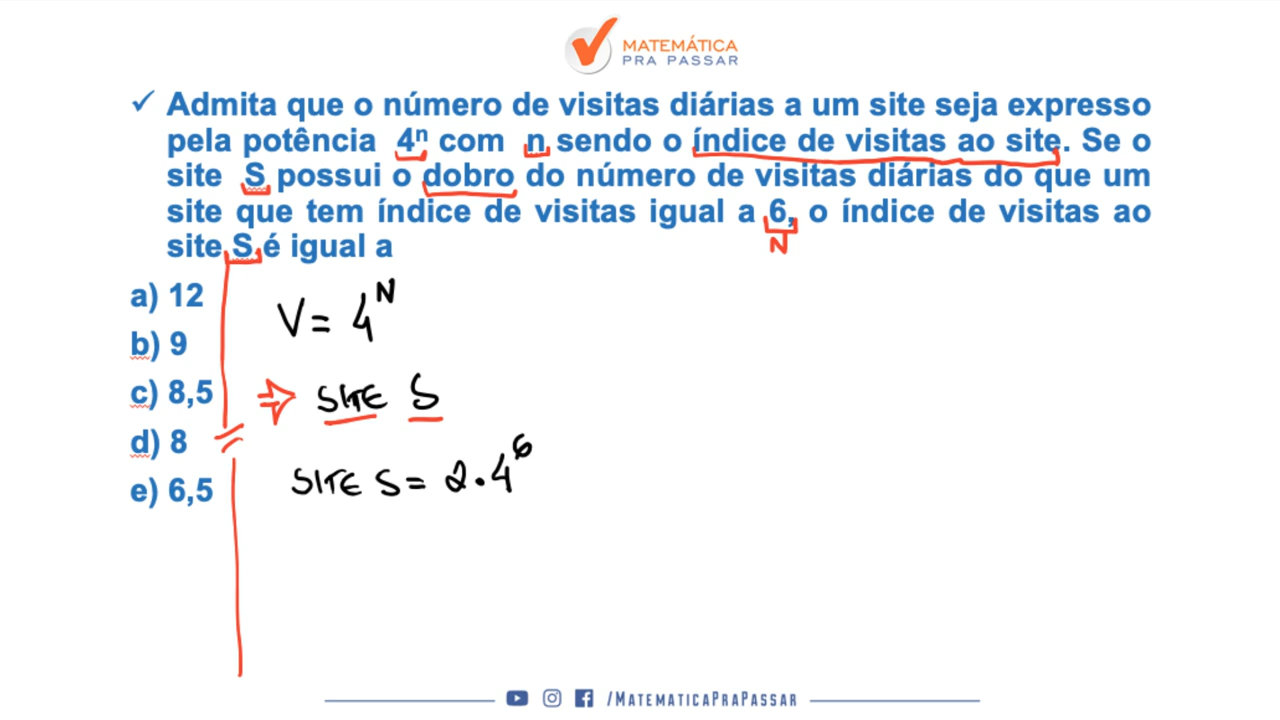 MATEMÁTICA
PRA PASSAR
✓ Admita que o número de visitas diárias a um site seja expresso
pela potência 4ⁿ com n sendo o índice de visitas ao site. Se o
site S possui o dobro do número de visitas diárias do que um
site que tem índice de visitas igual a 6, o índice de visitas ao
N
site S é igual a
a) 12
b) 9
c) 8,5
d) 8
e) 6,5
V = 4ᴺ
⇒ SITE S
SITE S = 2.4⁶
/MATEMATICAPRAPASSAR